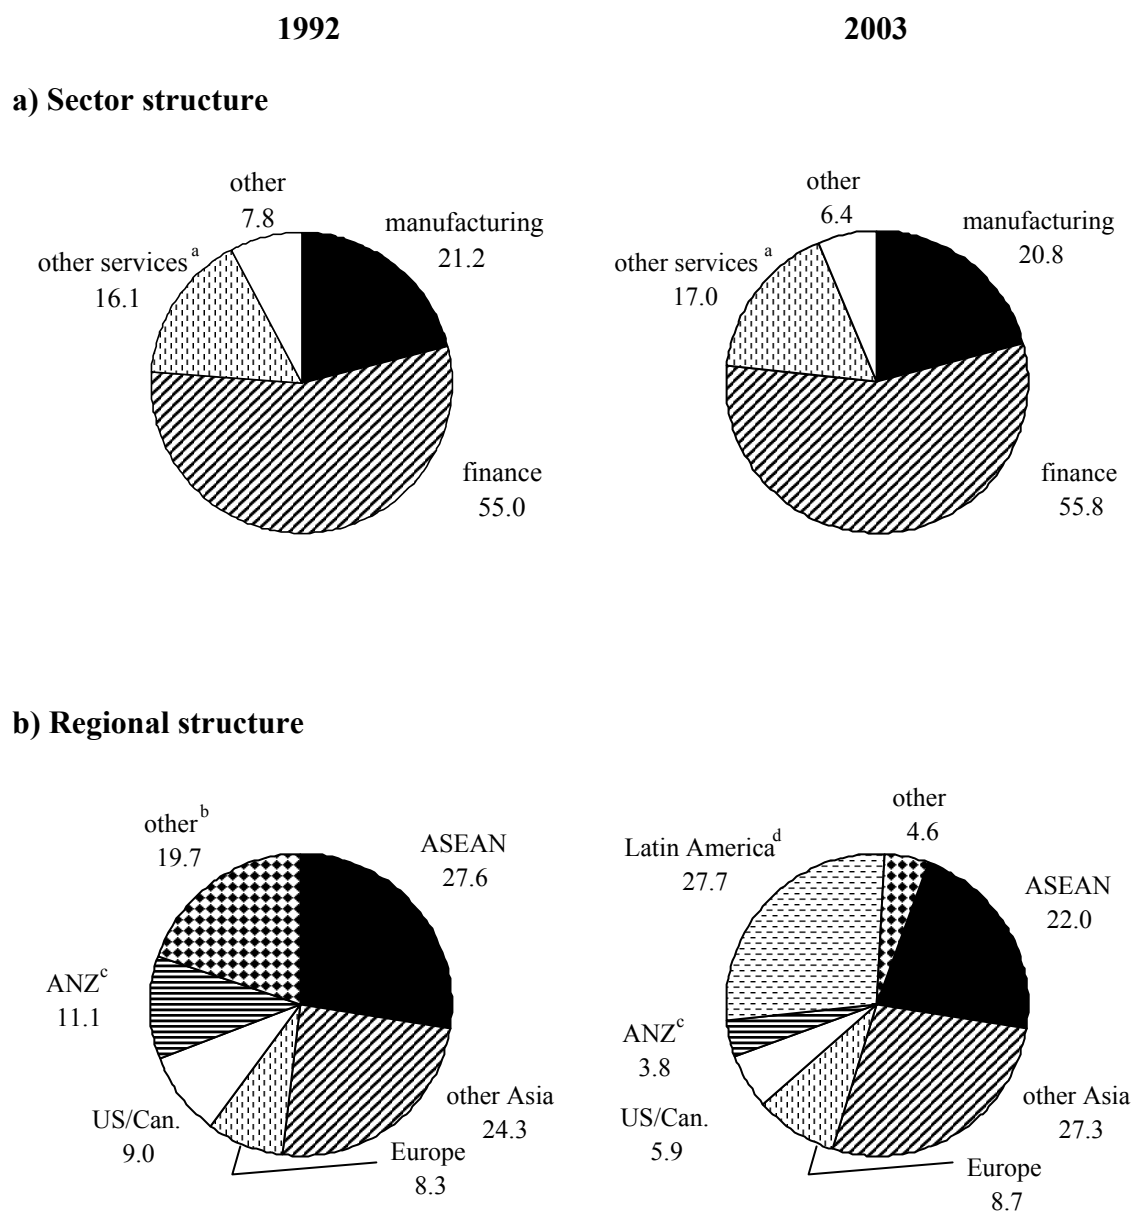 1992
2003
a) Sector structure
other
7.8
manufacturing
21.2
other services a
16.1
finance
55.0
other
6.4
manufacturing
20.8
other services a
17.0
finance
55.8
b) Regional structure
other b
19.7
ASEAN
27.6
ANZ c
11.1
US/Can.
9.0
other Asia
24.3
Europe
8.3
other
4.6
Latin America d
27.7
ASEAN
22.0
ANZ c
3.8
US/Can.
5.9
other Asia
27.3
Europe
8.7